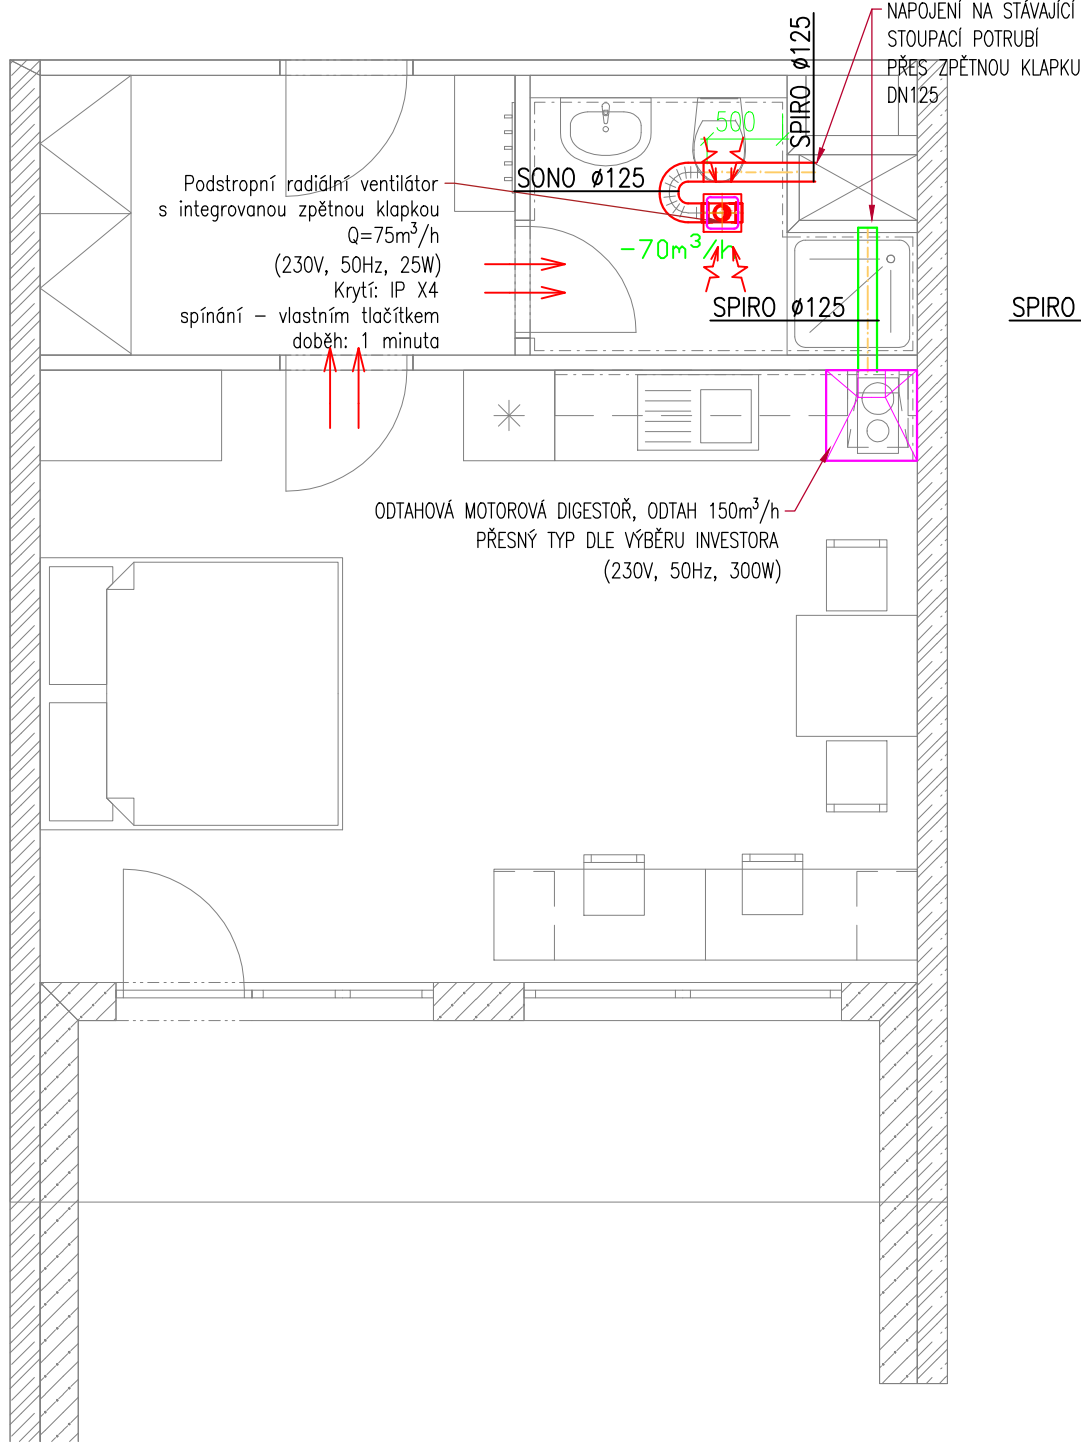 NAPOJENÍ NA STÁVAJÍCÍ
STOUPACÍ POTRUBÍ
PŘES ZPĚTNOU KLAPKU
DN125
SPIRO ø125
500
SONO ø125
Podstropní radiální ventilátor
s integrovanou zpětnou klapkou
Q=75m³/h
(230V, 50Hz, 25W)
Krytí: IP X4
spínání – vlastním tlačítkem
doběh: 1 minuta
-70m³/h
SPIRO ø125
SPIRO
ODTAHOVÁ MOTOROVÁ DIGESTOŘ, ODTAH 150m³/h
PŘESNÝ TYP DLE VÝBĚRU INVESTORA
(230V, 50Hz, 300W)